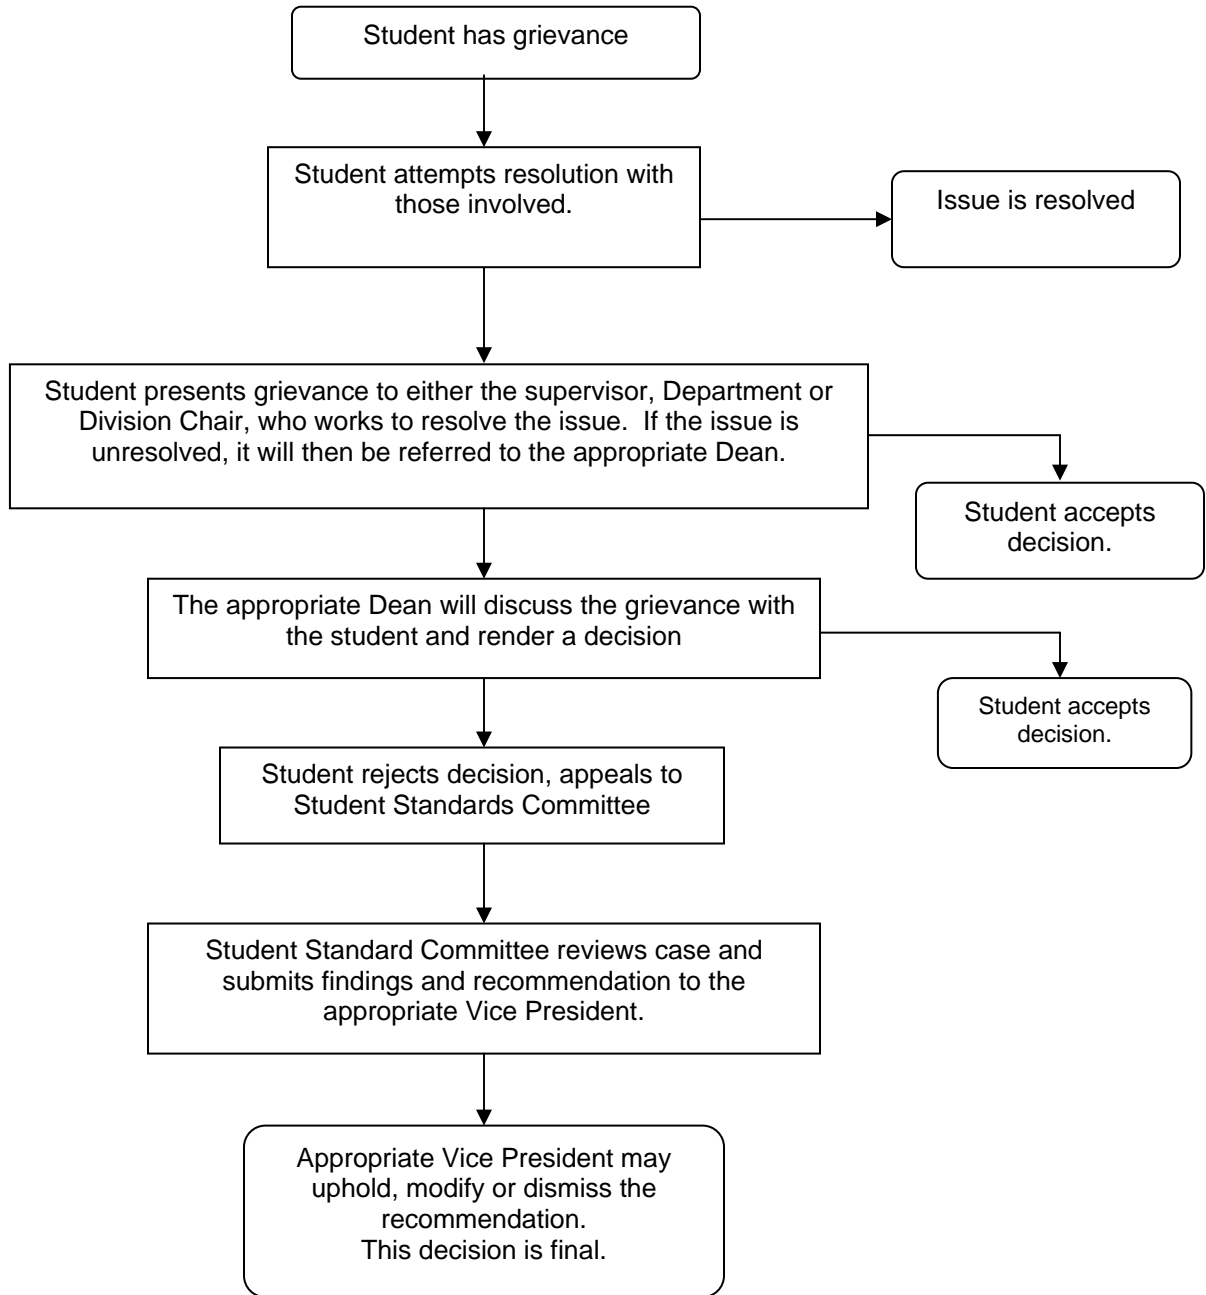 Student has grievance
Student attempts resolution with
those involved.
Issue is resolved
Student presents grievance to either the supervisor, Department or
Division Chair, who works to resolve the issue.  If the issue is
unresolved, it will then be referred to the appropriate Dean.
Student accepts
decision.
The appropriate Dean will discuss the grievance with
the student and render a decision
Student accepts
decision.
Student rejects decision, appeals to
Student Standards Committee
Student Standard Committee reviews case and
submits findings and recommendation to the
appropriate Vice President.
Appropriate Vice President may
uphold, modify or dismiss the
recommendation.
This decision is final.